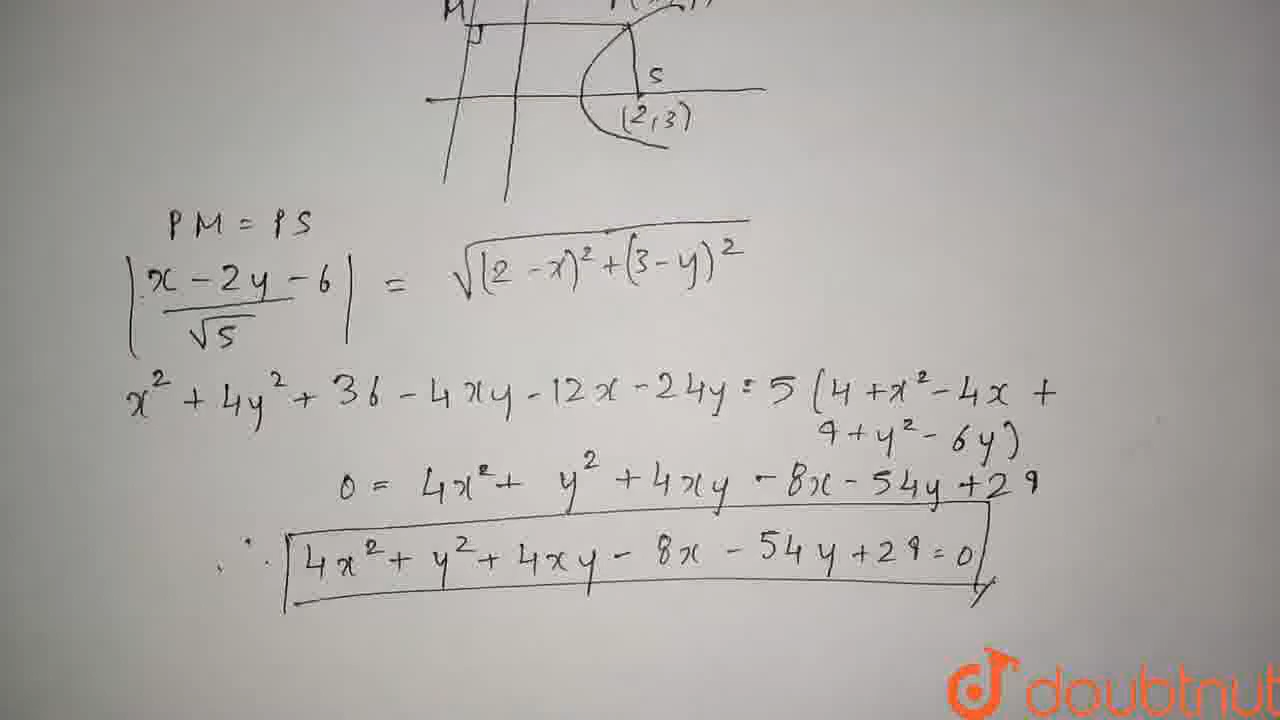 M
S
(2, 3)
PM = PS
|x - 2y - 6 / √5| = √((2 - x)² + (3 - y)²)
x² + 4y² + 36 - 4xy - 12x - 24y = 5 (4 + x² - 4x +
9 + y² - 6y)
0 = 4x² + y² + 4xy - 8x - 54y + 29
∴ 4x² + y² + 4xy - 8x - 54y + 29 = 0
doubtnut